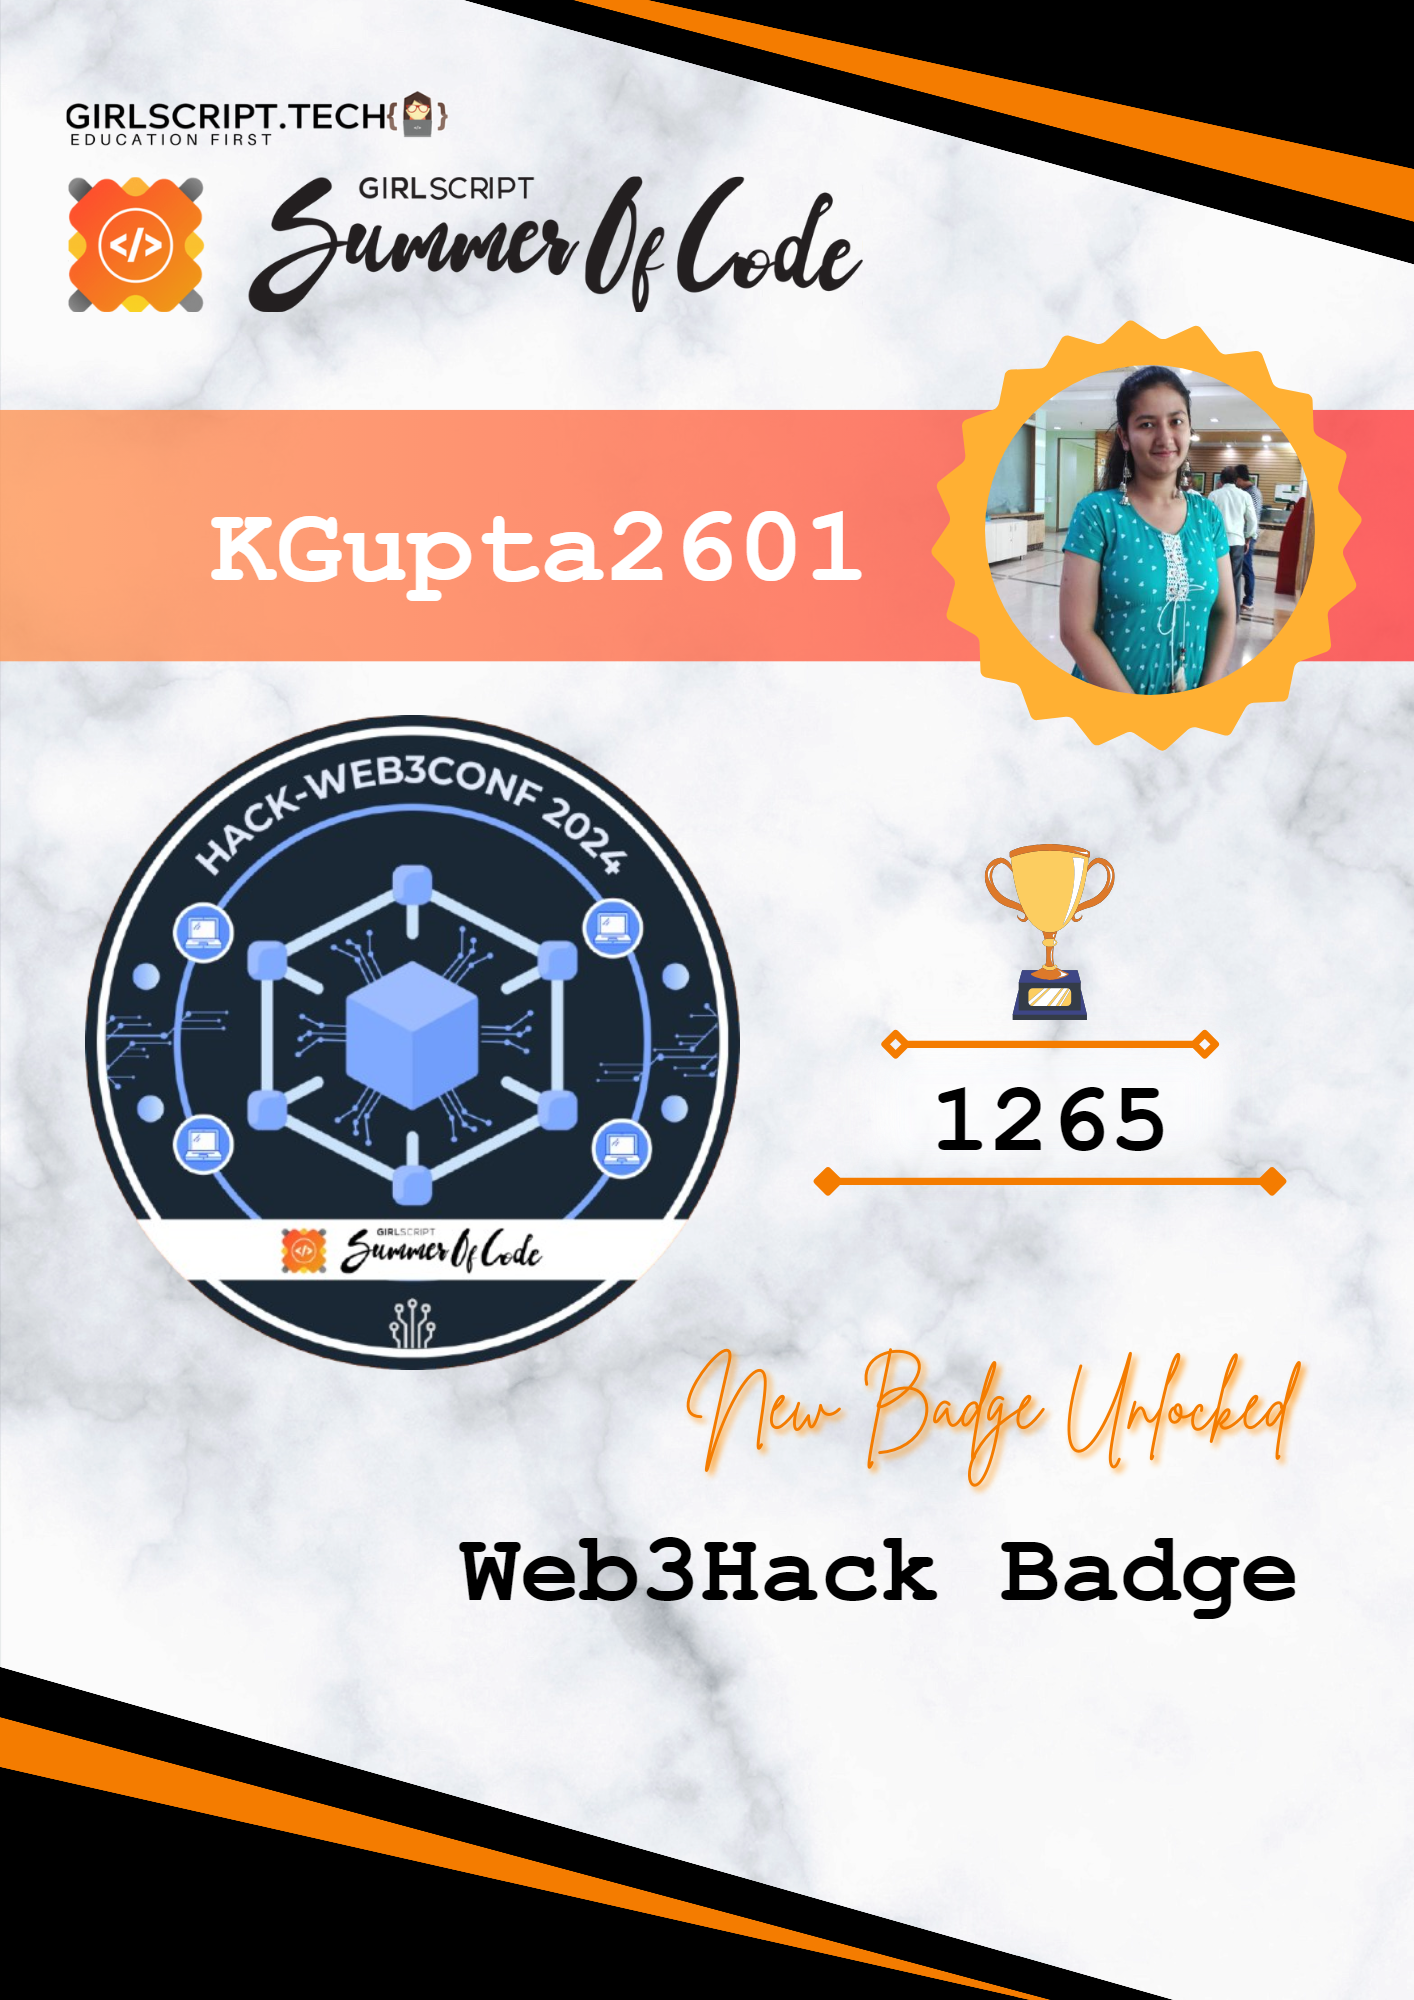 GIRLSCRIPT.TECH{ }
EDUCATION FIRST
GIRLSCRIPT
Summer Of Code
</>
KGupta2601
HACK-WEB3CONF 2024
1265
GIRLSCRIPT
Summer Of Code
</>
New Badge Unlocked
Web3Hack Badge